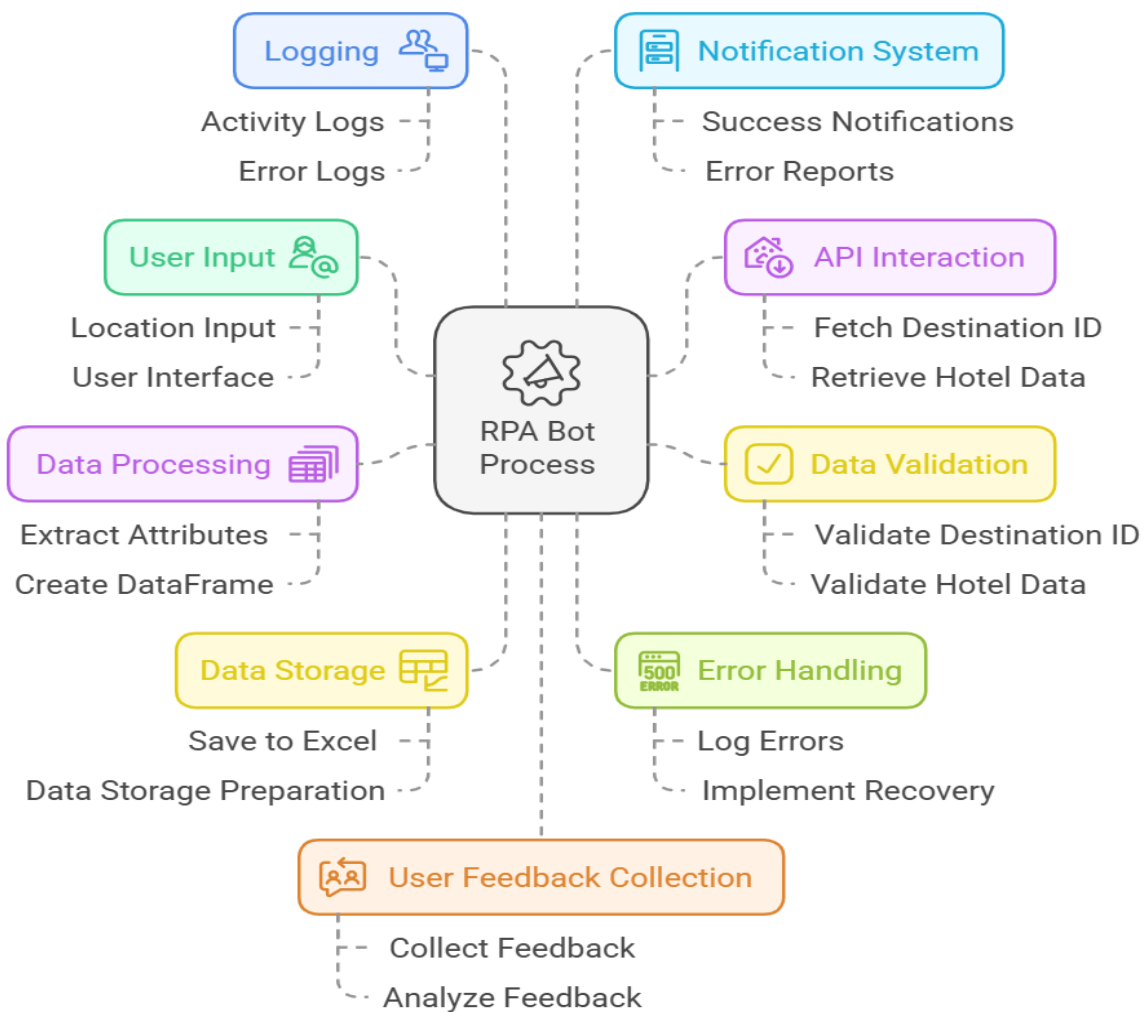 Logging
Activity Logs
Error Logs
Notification System
Success Notifications
Error Reports
User Input
Location Input
User Interface
API Interaction
Fetch Destination ID
Retrieve Hotel Data
RPA Bot
Process
Data Processing
Extract Attributes
Create DataFrame
Data Validation
Validate Destination ID
Validate Hotel Data
Data Storage
Save to Excel
Data Storage Preparation
500
ERROR
Error Handling
Log Errors
Implement Recovery
User Feedback Collection
Collect Feedback
Analyze Feedback